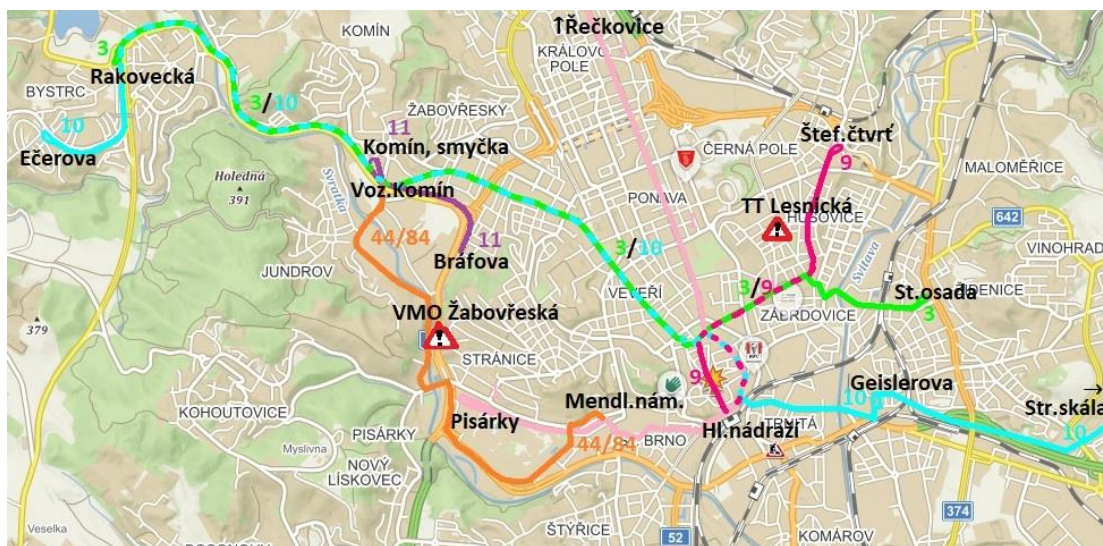 ↑Řečkovice
KOMÍN
KRÁLOVO
POLE
3
Rakovecká
BYSTRC
3/10
ŽABOVŘESKY
11
Komín, smyčka
10
Ečerova
Holedná
391
Svratka
Voz.Komín
ČERNÁ POLE
Štef.čtvrť
9
MALOMĚŘICE
PONAVA
TT Lesnická
HUSOVICE
642
VINOHRAD
44/84
11
Bráfova
3/10
Svitava
JUNDROV
VEVEŘÍ
3/9
St.osada
ŽIDENICE
3
379
VMO Žabovřeská
ZÁBRDOVICE
STRÁNICE
9
Geislerova
→
KOHOUTOVICE
Mendl.nám.
10
Str.skála
Pisárky
Hl.nádraží
TRNITÁ
10
PISÁRKY
44/84
BRNO
Myslivna
NOVÝ
LÍSKOVEC
374
Veselka
ŠTÝŘICE
52
KOMÁROV